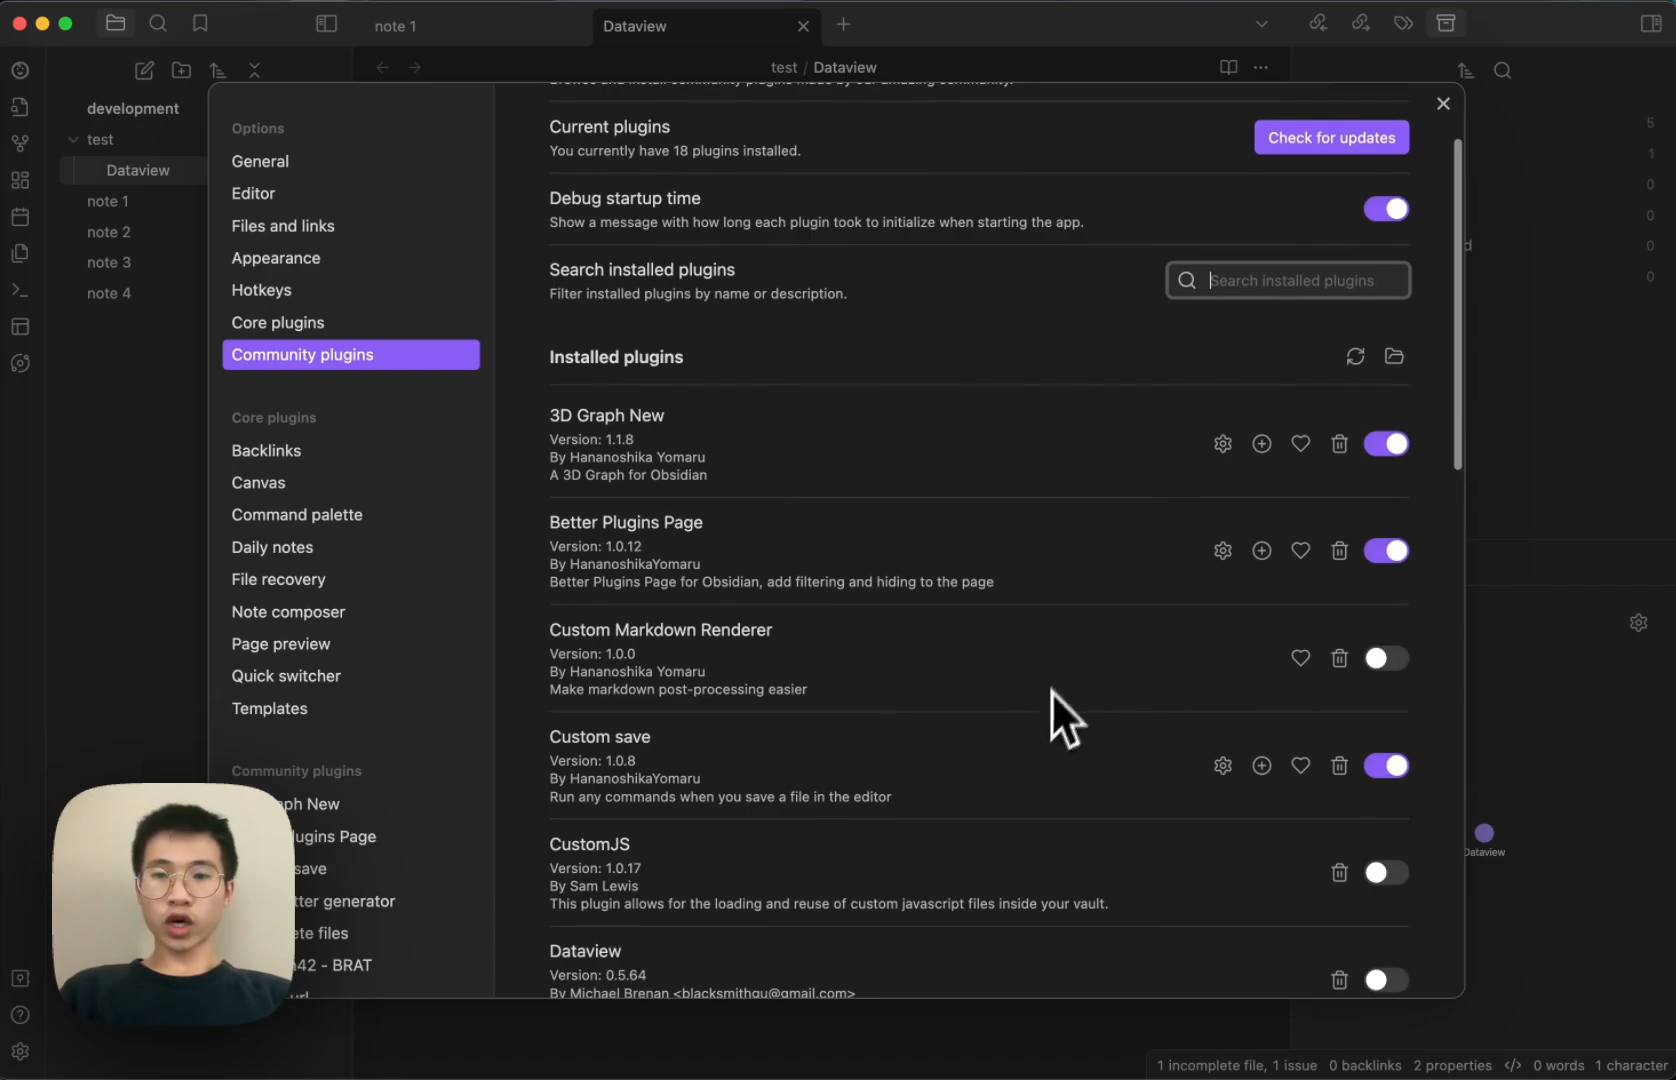 note 1
Dataview
test / Dataview
development
test
Dataview
note 1
note 2
note 3
note 4
Options
General
Editor
Files and links
Appearance
Hotkeys
Core plugins
Community plugins
Core plugins
Backlinks
Canvas
Command palette
Daily notes
File recovery
Note composer
Page preview
Quick switcher
Templates
Community plugins
ph New
lugins Page
save
tter generator
ete files
n42 - BRAT
url
Current plugins
You currently have 18 plugins installed.
Check for updates
Debug startup time
Show a message with how long each plugin took to initialize when starting the app.
Search installed plugins
Filter installed plugins by name or description.
Search installed plugins.
Installed plugins
3D Graph New
Version: 1.1.8
By Hananoshika Yomaru
A 3D Graph for Obsidian
Better Plugins Page
Version: 1.0.12
By HananoshikaYomaru
Better Plugins Page for Obsidian, add filtering and hiding to the page
Custom Markdown Renderer
Version: 1.0.0
By Hananoshika Yomaru
Make markdown post-processing easier
Custom save
Version: 1.0.8
By HananoshikaYomaru
Run any commands when you save a file in the editor
CustomJS
Version: 1.0.17
By Sam Lewis
This plugin allows for the loading and reuse of custom javascript files inside your vault.
Dataview
Version: 0.5.64
By Michael Brenan <blacksmithgu@gmail.com>
5
1
0
0
d
0
0
Dataview
1 incomplete file, 1 issue 0 backlinks 2 properties </> 0 words 1 character